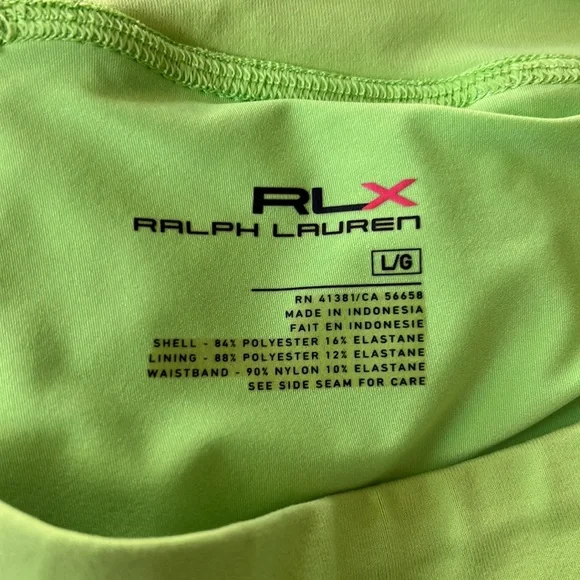 RLX
RALPH LAUREN
L/G
RN 41381/CA 56658
MADE IN INDONESIA
FAIT EN INDONESIE
SHELL - 84% POLYESTER 16% ELASTANE
LINING - 88% POLYESTER 12% ELASTANE
WAISTBAND - 90% NYLON 10% ELASTANE
SEE SIDE SEAM FOR CARE